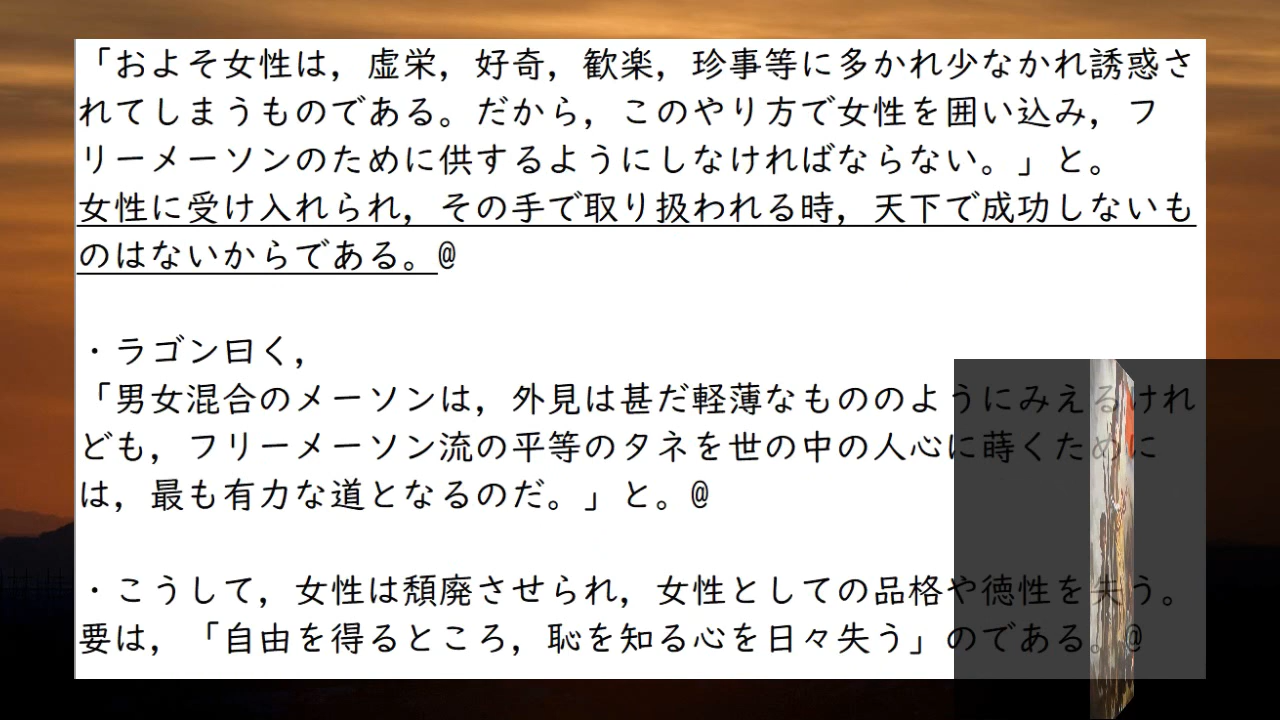 「およそ女性は，虚栄，好奇，歓楽，珍事等に多かれ少なかれ誘惑さ
れてしまうものである。だから，このやり方で女性を囲い込み，フ
リーメーソンのために供するようにしなければならない。」と。
女性に受け入れられ，その手で取り扱われる時，天下で成功しないも
のはないからである。@
・ラゴン曰く，
「男女混合のメーソンは，外見は甚だ軽薄なもののようにみえるけれ
ども，フリーメーソン流の平等のタネを世の中の人心に蒔くために
は，最も有力な道となるのだ。」と。@
・こうして，女性は頽廃させられ，女性としての品格や徳性を失う。
要は，「自由を得るところ，恥を知る心を日々失う」のである。@